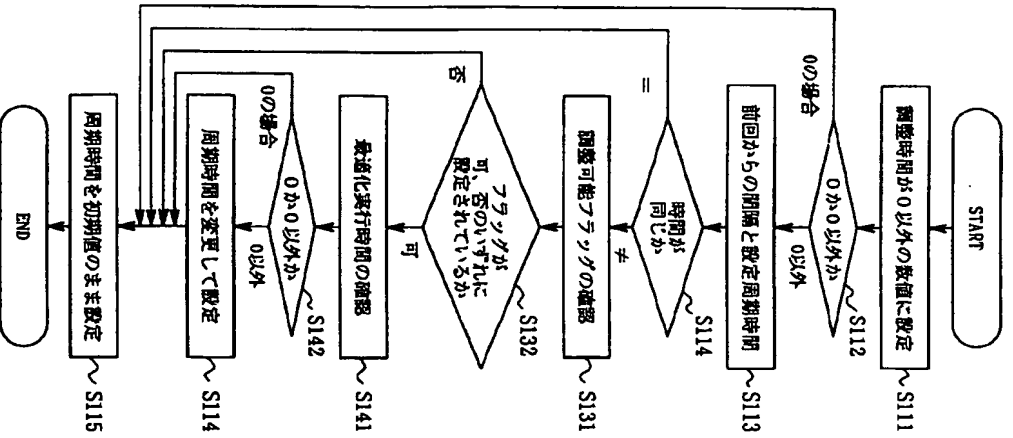 START
調整時間が0以外の数値に設定
S111
0か0以外か
S112
0の場合
0以外
前回からの間隔と設定周期時間
S113
時間が
同じか
S114
=
≠
調整可能フラッグの確認
S131
フラッグが
可、否のいずれに
設定されているか
S132
否
可
最適化実行時間の確認
S141
0か0以外か
S142
0の場合
0以外
周期時間を変更して設定
S114
周期時間を初期値のまま設定
S115
END